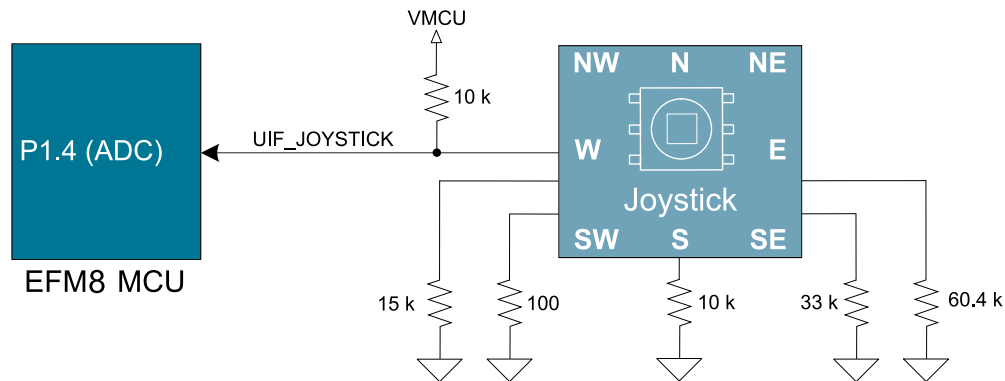 VMCU
NW N NE
10 k
UIF_JOYSTICK
P1.4 (ADC)
W E
Joystick
SW S SE
EFM8 MCU
15 k
100
10 k
33 k
60.4 k